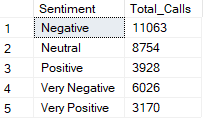 Sentiment Total_Calls
1 Negative 11063
2 Neutral 8754
3 Positive 3928
4 Very Negative 6026
5 Very Positive 3170